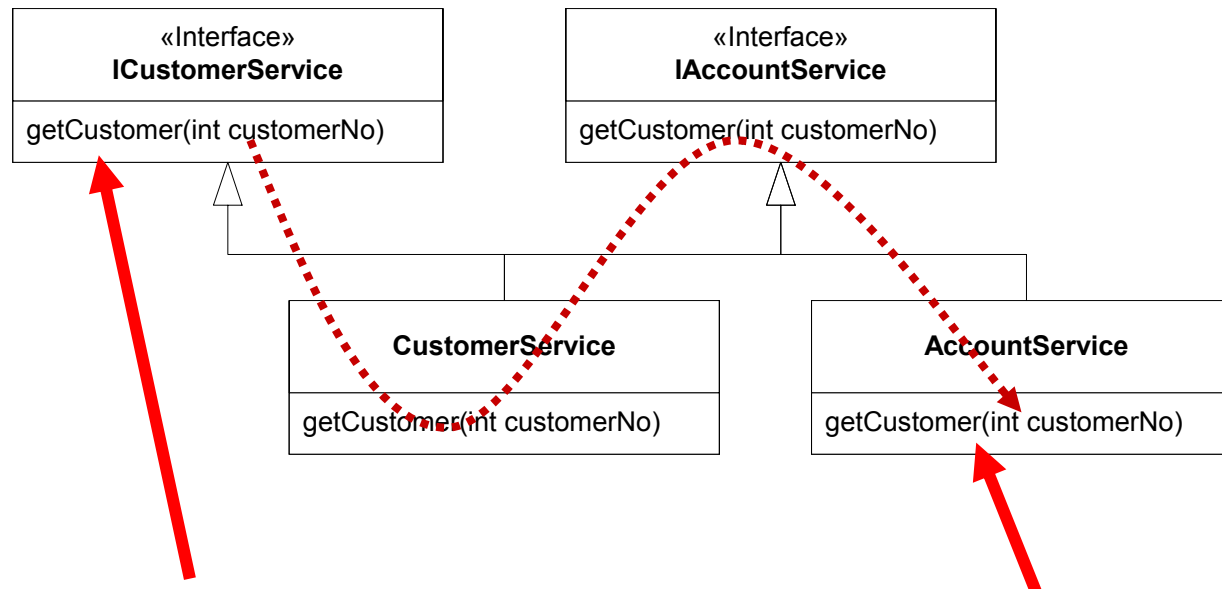 «Interface»
ICustomerService
getCustomer(int customerNo)
«Interface»
IAccountService
getCustomer(int customerNo)
CustomerService
getCustomer(int customerNo)
AccountService
getCustomer(int customerNo)